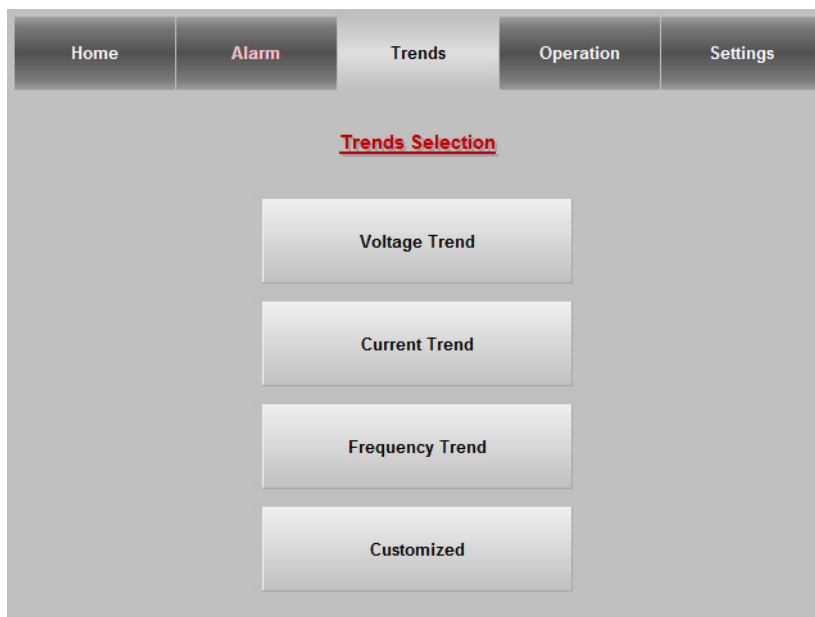 Home Alarm Trends Operation Settings
Trends Selection
Voltage Trend
Current Trend
Frequency Trend
Customized